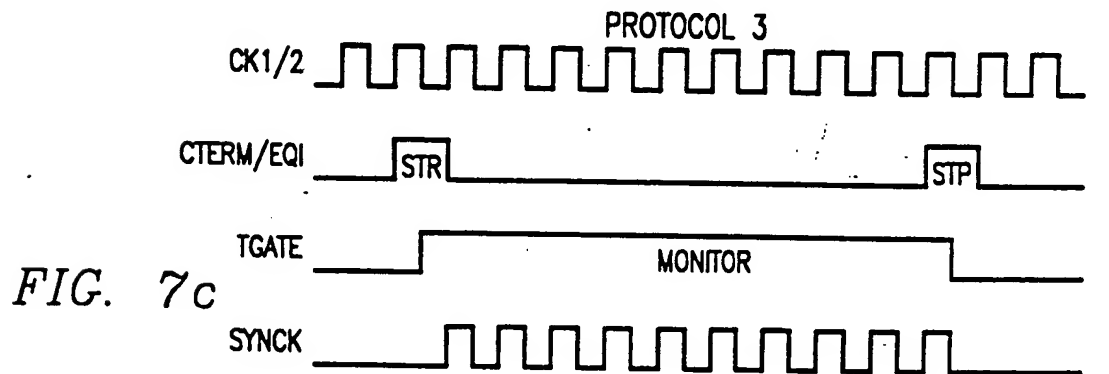 PROTOCOL 3
CK1/2
CTERM/EQI
STR
STP
TGATE
MONITOR
FIG. 7c
SYNCK